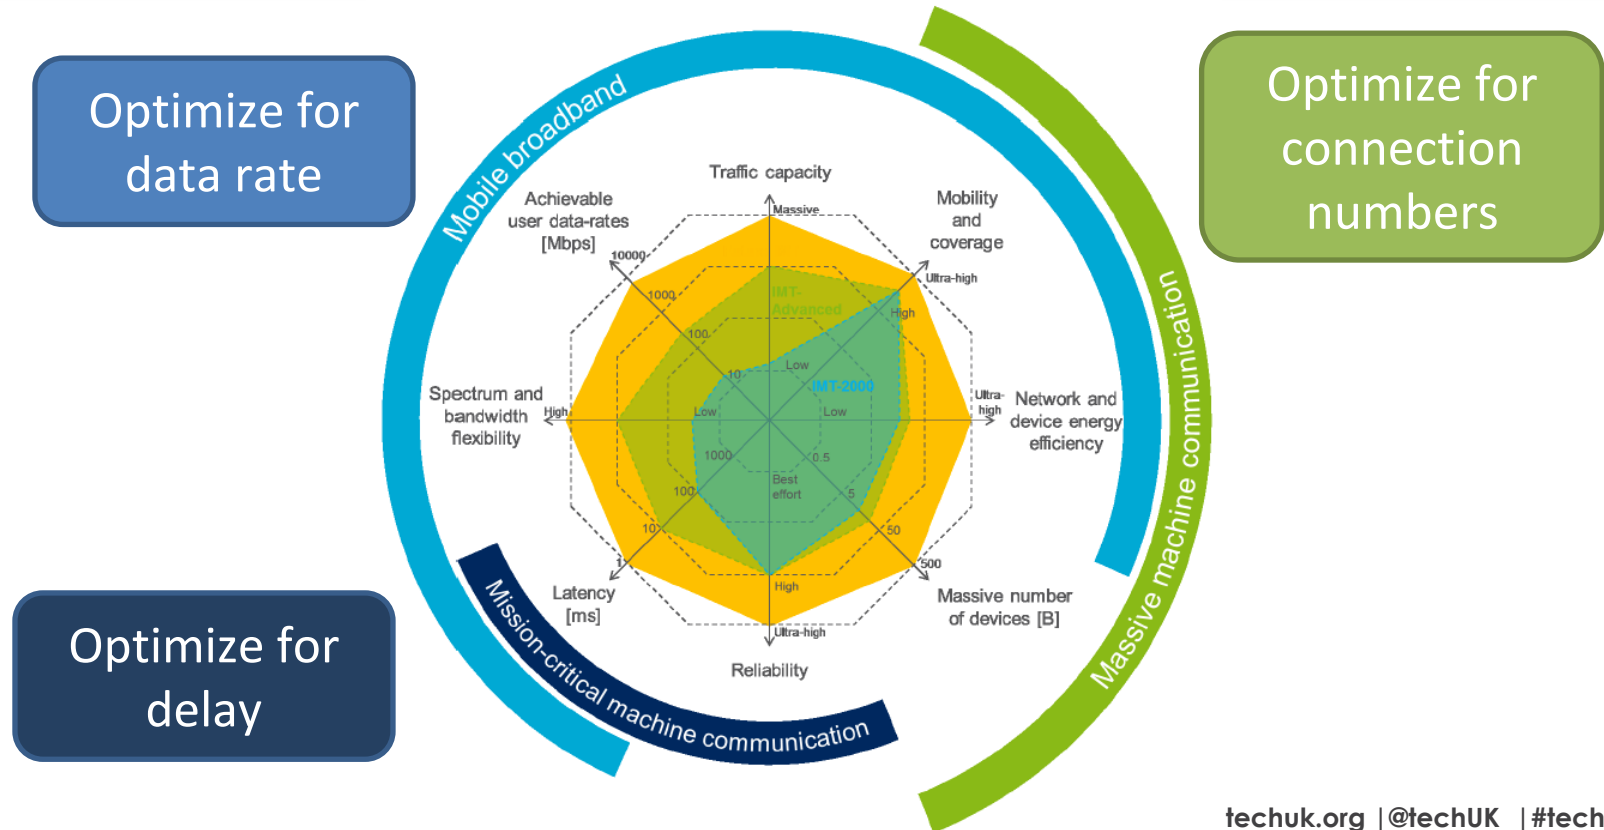 Optimize for
data rate
Optimize for
connection
numbers
Optimize for
delay
Mobile broadband
Massive machine communication
Mission-critical machine communication
Traffic capacity
Massive
Low
Mobility
and
coverage
Ultra-high
High
Network and
device energy
efficiency
Ultra-
high
Low
Massive number
of devices [B]
0.5
5
50
500
Reliability
Best
effort
High
Ultra-high
Latency
[ms]
1000
100
10
1
Spectrum and
bandwidth
flexibility
High
Low
Achievable
user data-rates
[Mbps]
10000
1000
100
10
IMT-
Advanced
IMT-2000
techuk.org | @techUK | #tech